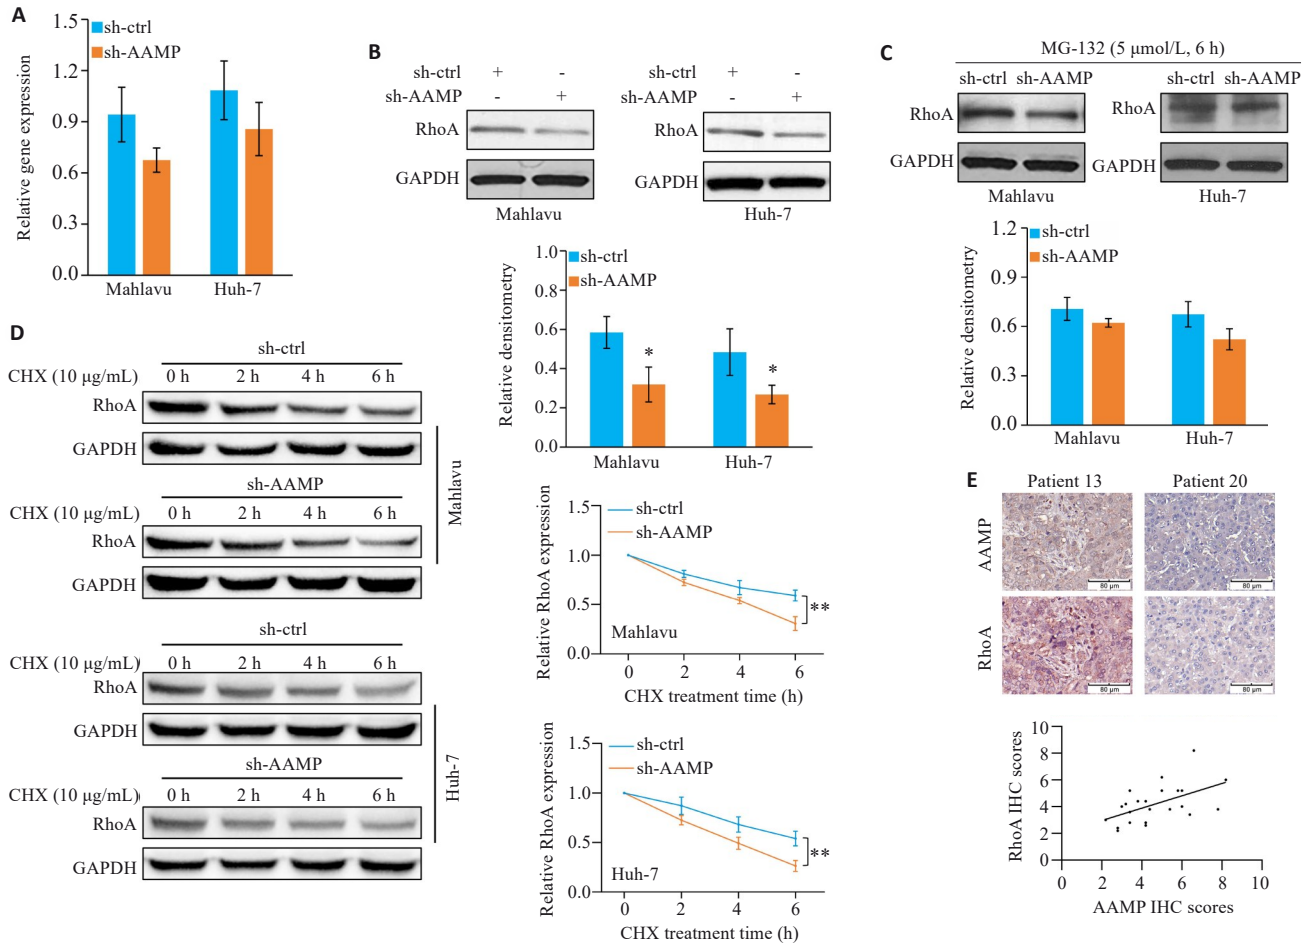 A
1.5
1.2
0.9
0.6
0.3
0.0
Relative gene expression
sh-ctrl
sh-AAMP
Mahlavu
Huh-7
B
sh-ctrl + -
sh-AAMP - +
RhoA
GAPDH
Mahlavu
sh-ctrl + -
sh-AAMP - +
RhoA
GAPDH
Huh-7
1.0
0.8
0.6
0.4
0.2
0.0
Relative densitometry
sh-ctrl
sh-AAMP
*
*
Mahlavu
Huh-7
C
MG-132 (5 μmol/L, 6 h)
sh-ctrl sh-AAMP
RhoA
GAPDH
Mahlavu
sh-ctrl sh-AAMP
RhoA
GAPDH
Huh-7
1.2
0.9
0.6
0.3
0.0
Relative densitometry
sh-ctrl
sh-AAMP
Mahlavu
Huh-7
D
sh-ctrl
CHX (10 μg/mL) 0 h 2 h 4 h 6 h
RhoA
GAPDH
sh-AAMP
CHX (10 μg/mL) 0 h 2 h 4 h 6 h
RhoA
GAPDH
Mahlavu
sh-ctrl
CHX (10 μg/mL) 0 h 2 h 4 h 6 h
RhoA
GAPDH
sh-AAMP
CHX (10 μg/mL) 0 h 2 h 4 h 6 h
RhoA
GAPDH
Huh-7
1.5
1.0
0.5
0.0
Relative RhoA expression
sh-ctrl
sh-AAMP
**
Mahlavu
0 2 4 6
CHX treatment time (h)
1.5
1.0
0.5
0.0
Relative RhoA expression
sh-ctrl
sh-AAMP
**
Huh-7
0 2 4 6
CHX treatment time (h)
E
Patient 13
Patient 20
AAMP
80 μm
80 μm
RhoA
80 μm
80 μm
10
8
6
4
2
0
RhoA IHC scores
0 2 4 6 8 10
AAMP IHC scores